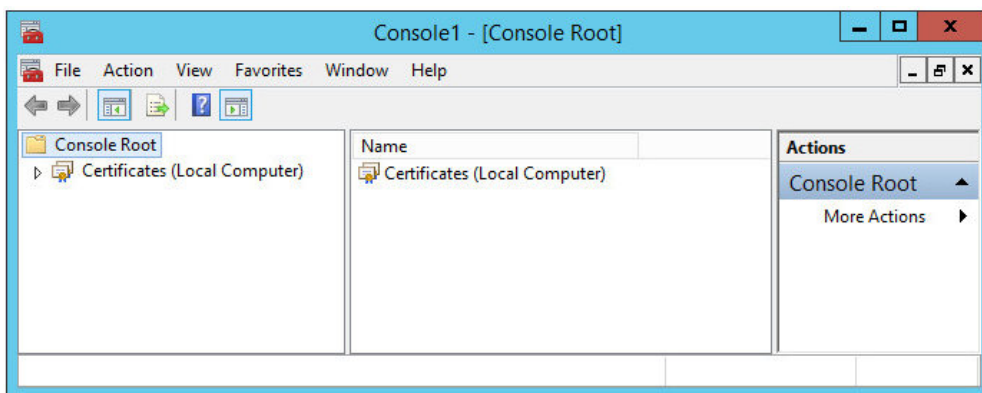 Console1 - [Console Root]
File Action View Favorites Window Help
Console Root
Certificates (Local Computer)
Name
Certificates (Local Computer)
Actions
Console Root
More Actions